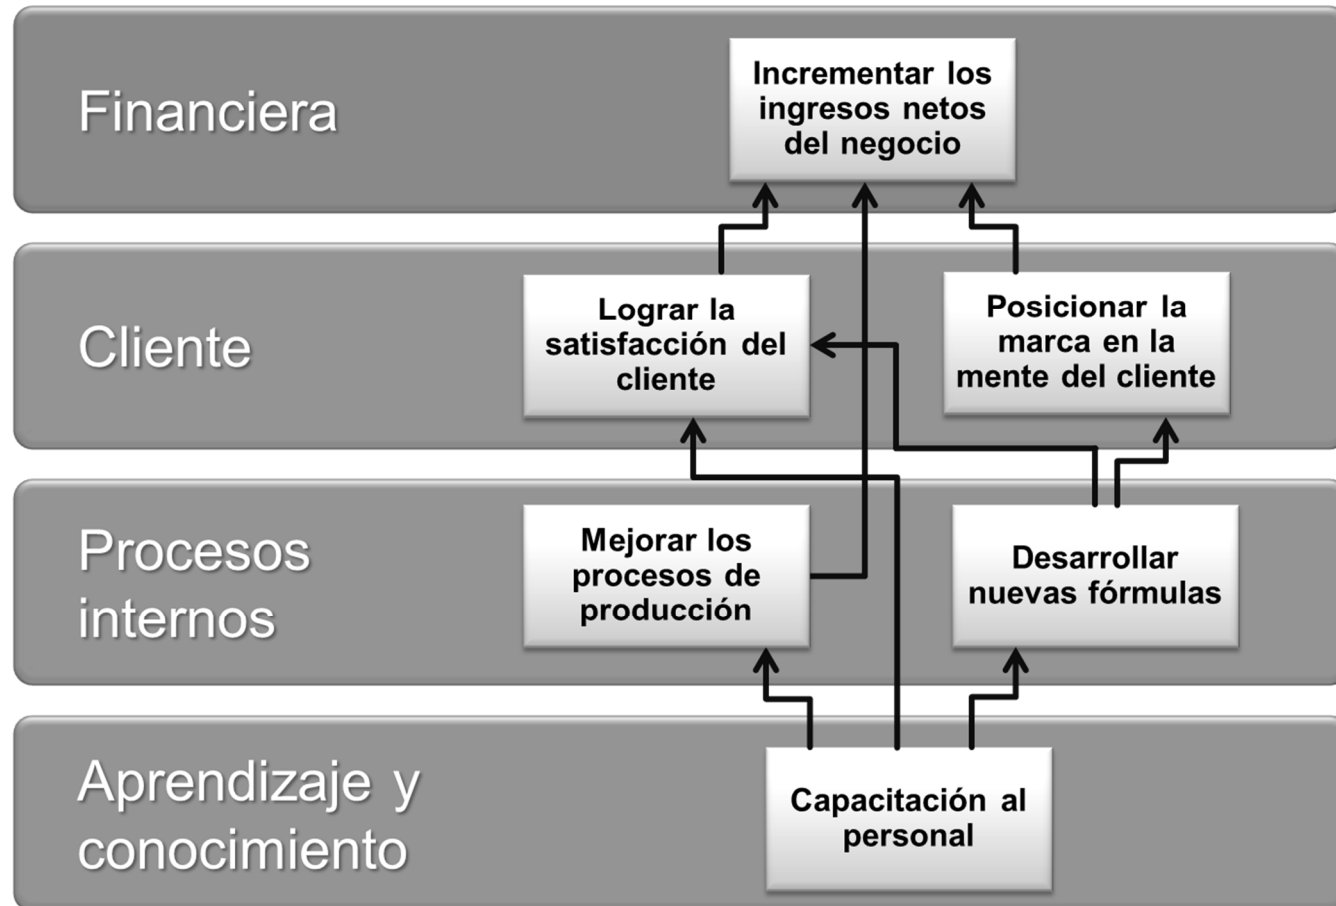 Financiera
Incrementar los
ingresos netos
del negocio
Cliente
Lograr la
satisfacción del
cliente
Posicionar la
marca en la
mente del cliente
Procesos
internos
Mejorar los
procesos de
producción
Desarrollar
nuevas fórmulas
Aprendizaje y
conocimiento
Capacitación al
personal